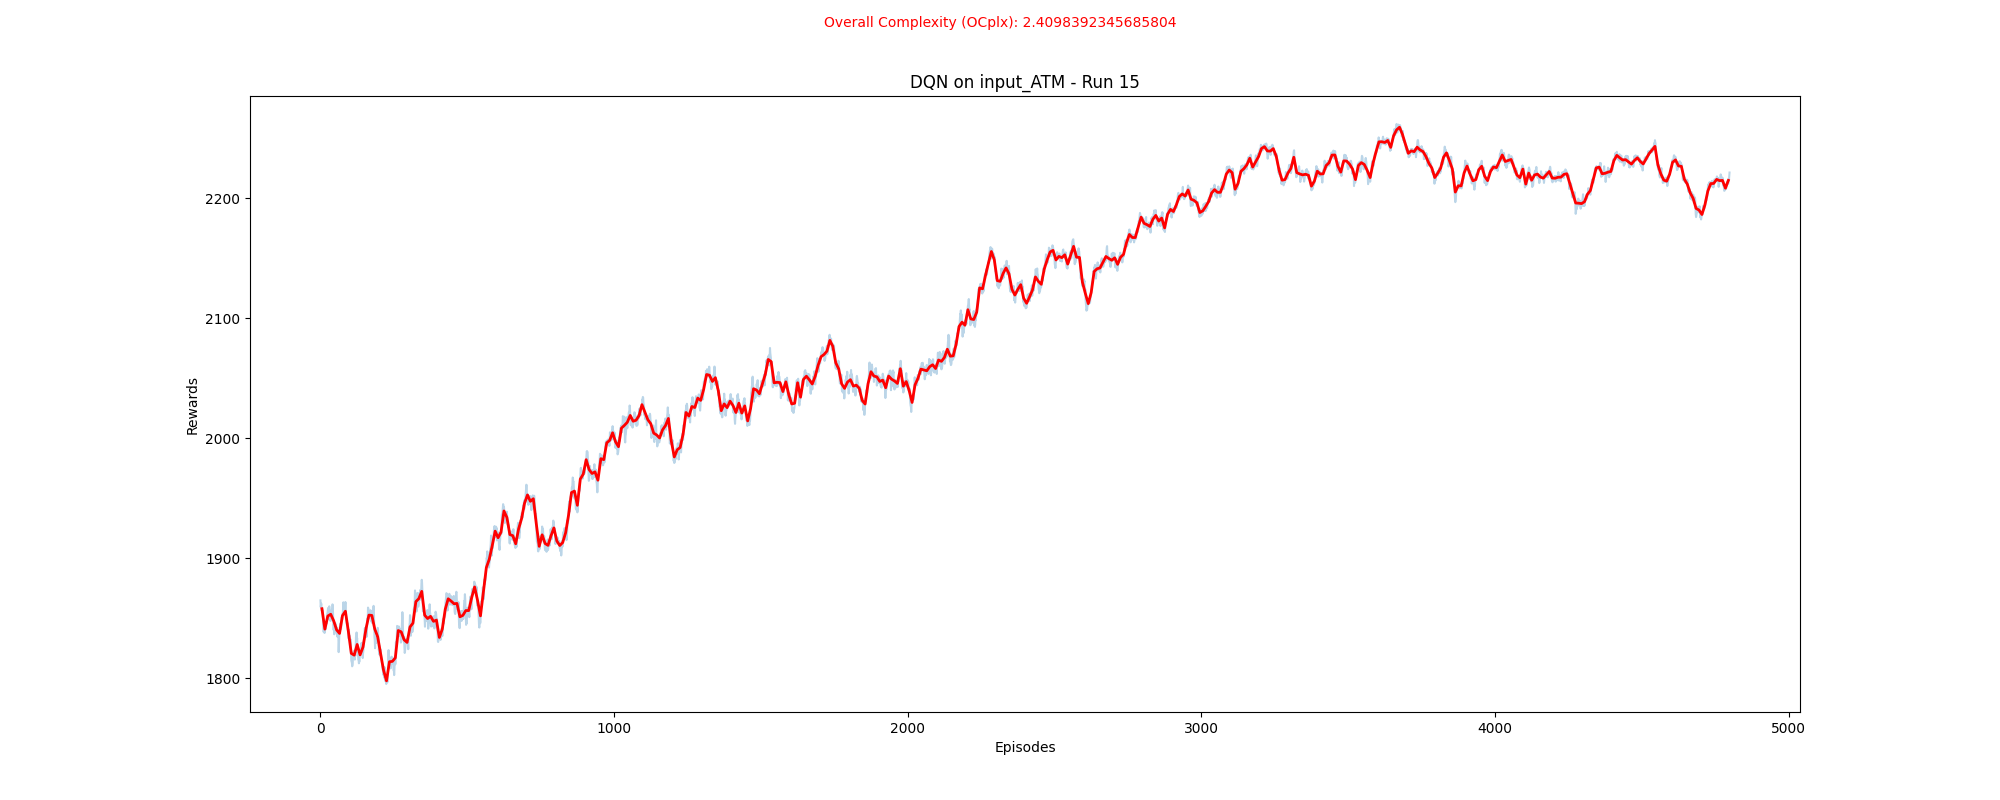 Overall Complexity (OCplx): 2.4098392345685804
DQN on input_ATM - Run 15
Rewards
2200
2100
2000
1900
1800
0 1000 2000 3000 4000 5000
Episodes